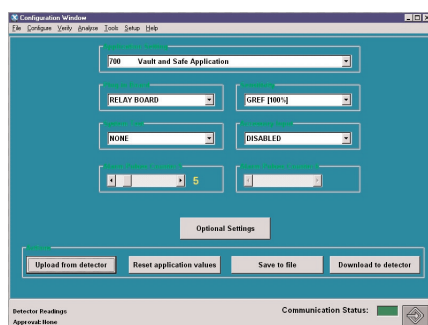 Configuration Window
File Configure Verify Analyse Tools Setup Help
700 Vault and Safe Application
RELAY BOARD
GREF [100%]
NONE
DISABLED
5
Optional Settings
Upload from detector
Reset application values
Save to file
Download to detector
Detector Readings
Communication Status:
Approval: None